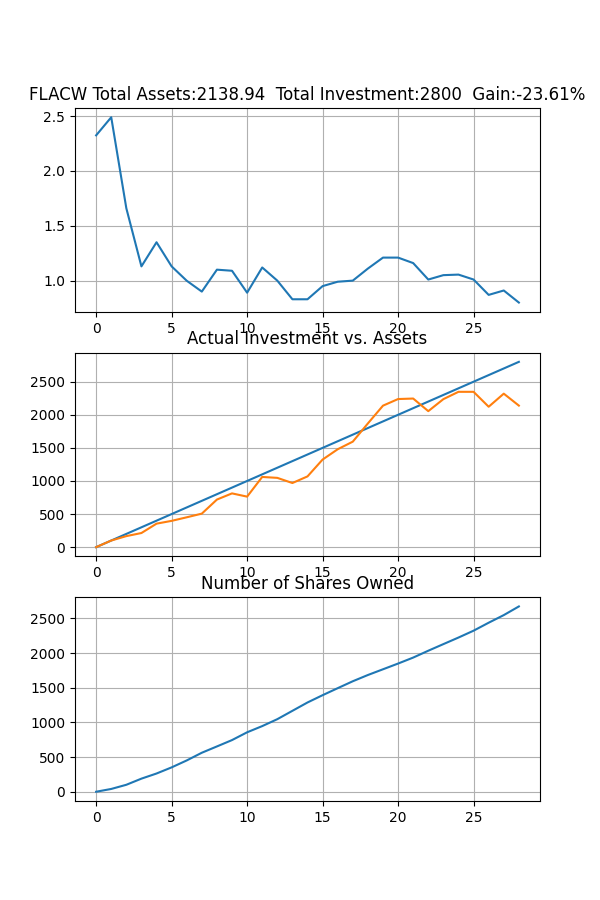 FLACW Total Assets:2138.94  Total Investment:2800  Gain:-23.61%
2.5
2.0
1.5
1.0
0 5 10 15 20 25
Actual Investment vs. Assets
2500
2000
1500
1000
500
0
0 5 10 15 20 25
Number of Shares Owned
2500
2000
1500
1000
500
0
0 5 10 15 20 25